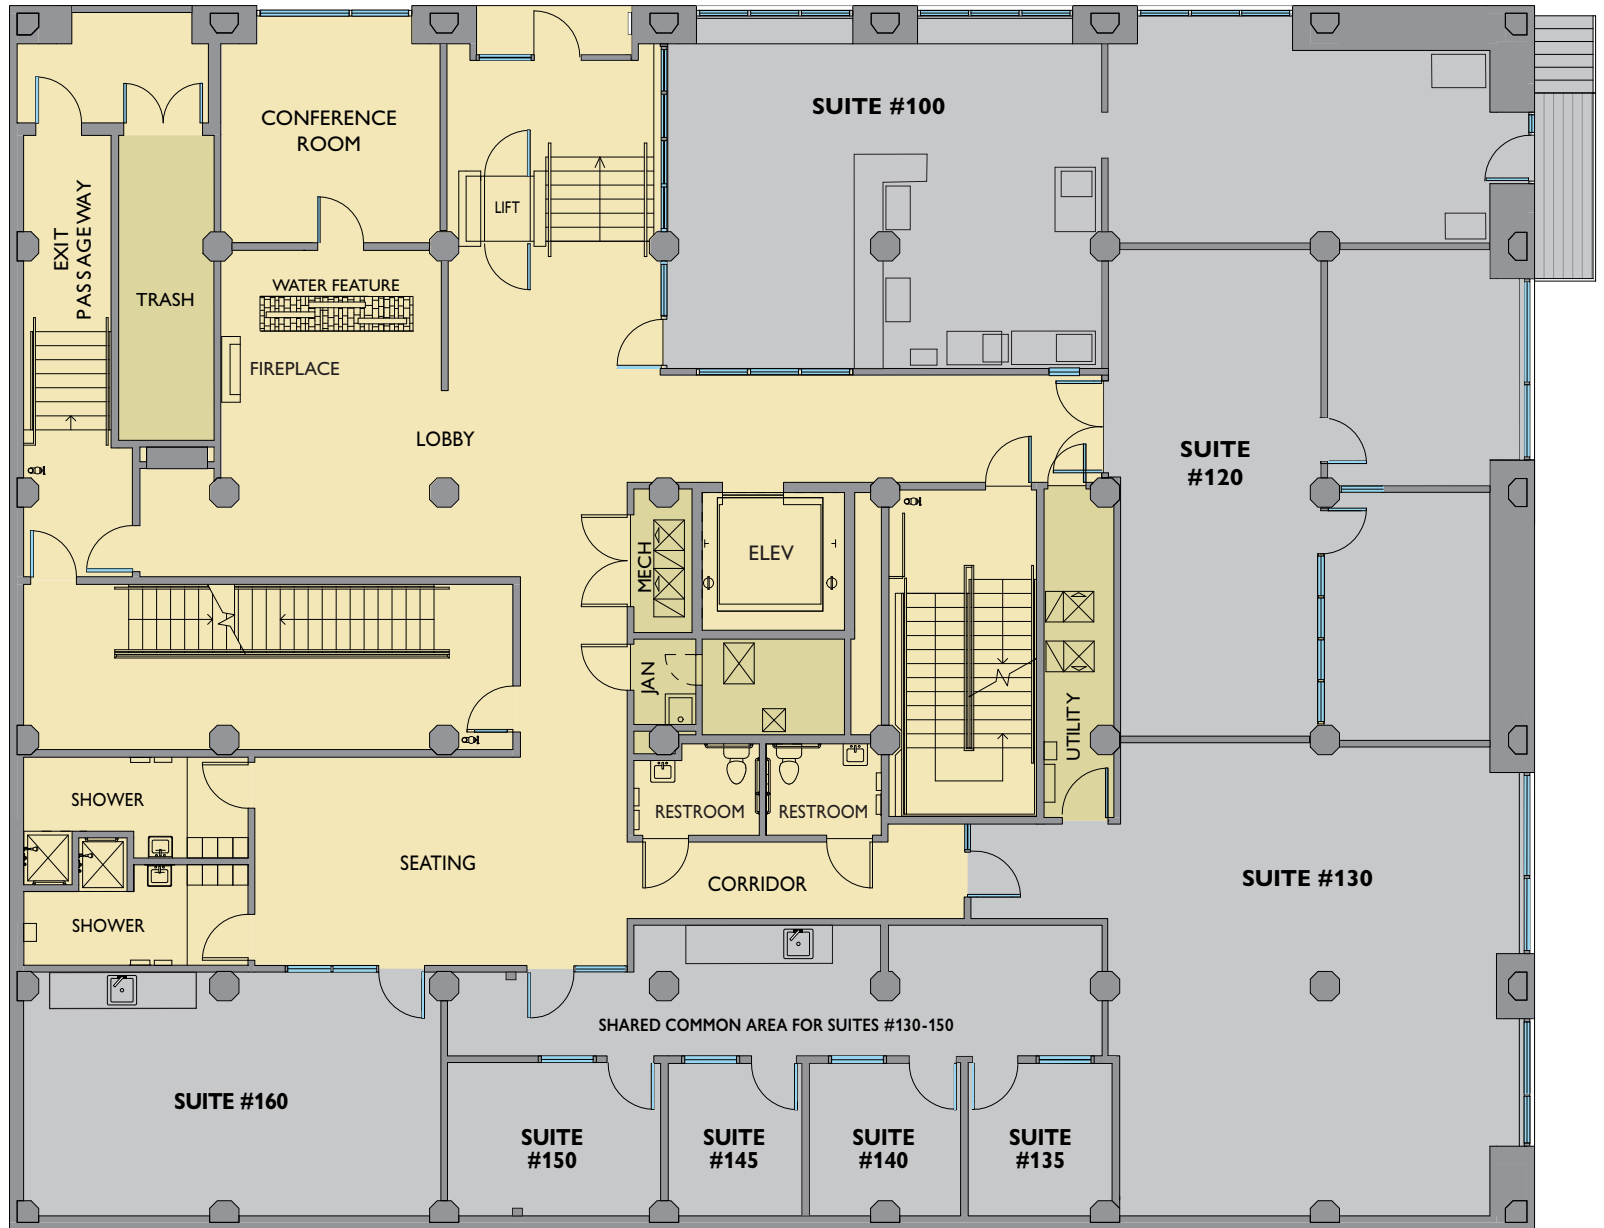 SUITE #100
CONFERENCE
ROOM
EXIT
PASSAGEWAY
LIFT
TRASH
WATER FEATURE
FIREPLACE
LOBBY
SUITE
#120
MECH
ELEV
JAN
UTILITY
SHOWER
RESTROOM
RESTROOM
SEATING
CORRIDOR
SUITE #130
SHOWER
SHARED COMMON AREA FOR SUITES #130-150
SUITE #160
SUITE
#150
SUITE
#145
SUITE
#140
SUITE
#135